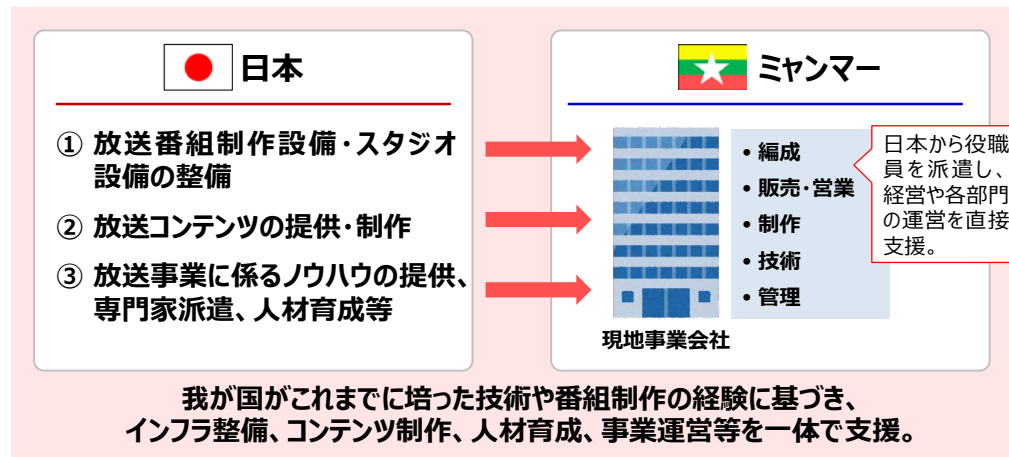 日本
① 放送番組制作設備・スタジオ
設備の整備
② 放送コンテンツの提供・制作
③ 放送事業に係るノウハウの提供、
専門家派遣、人材育成等
ミャンマー
• 編成
• 販売・営業
• 制作
• 技術
• 管理
日本から役職
員を派遣し、
経営や各部門
の運営を直接
支援。
現地事業会社
我が国がこれまでに培った技術や番組制作の経験に基づき、
インフラ整備、コンテンツ制作、人材育成、事業運営等を一体で支援。